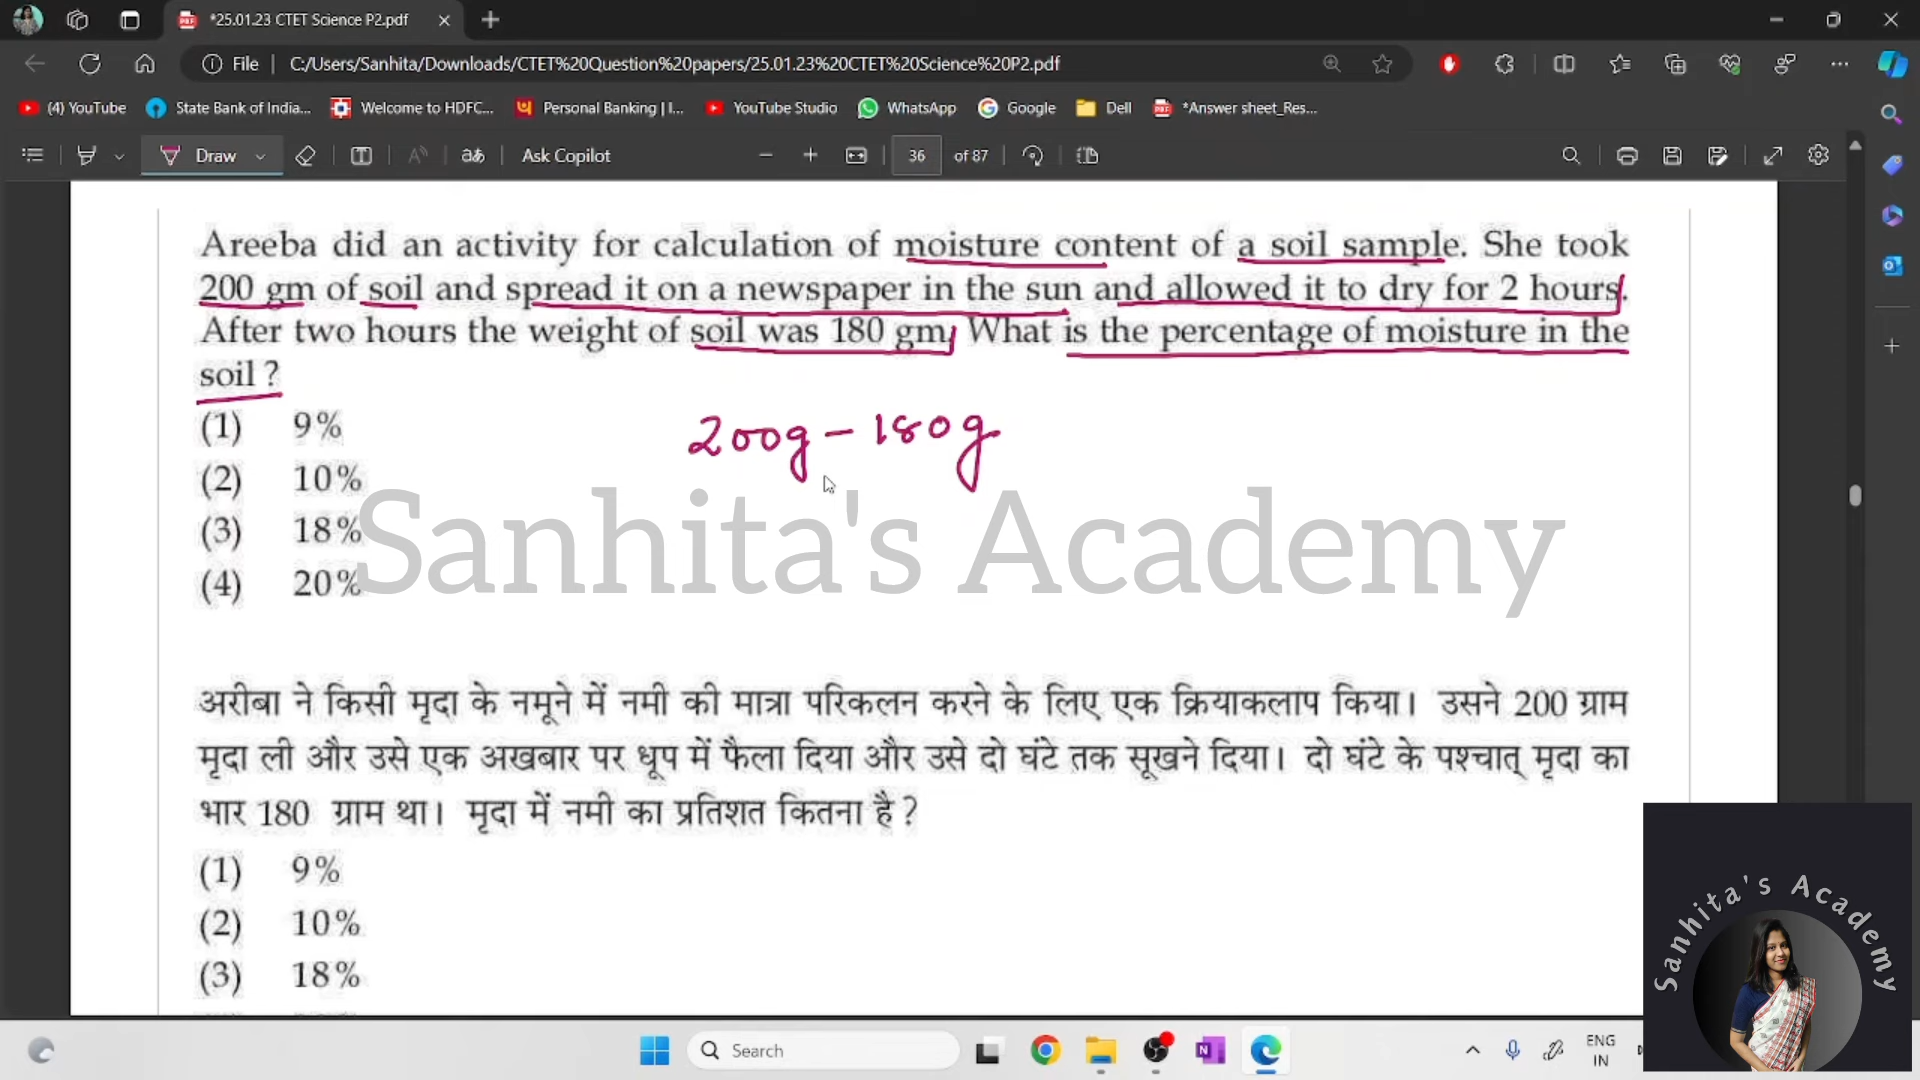 *25.01.23 CTET Science P2.pdf
File
C:/Users/Sanhita/Downloads/CTET%20Question%20papers/25.01.23%20CTET%20Science%20P2.pdf
(4) YouTube State Bank of India... Welcome to HDFC... Personal Banking | I... YouTube Studio WhatsApp Google Dell *Answer sheet_Res...
Draw Ask Copilot 36 of 87
Areeba did an activity for calculation of moisture content of a soil sample. She took
200 gm of soil and spread it on a newspaper in the sun and allowed it to dry for 2 hours.
After two hours the weight of soil was 180 gm. What is the percentage of moisture in the
soil ?
(1) 9%
200g - 180g
(2) 10%
(3) 18%
(4) 20%
Sanhita's Academy
अरीबा ने किसी मृदा के नमूने में नमी की मात्रा परिकलन करने के लिए एक क्रियाकलाप किया। उसने 200 ग्राम
मृदा ली और उसे एक अखबार पर धूप में फैला दिया और उसे दो घंटे तक सूखने दिया। दो घंटे के पश्चात् मृदा का
भार 180 ग्राम था। मृदा में नमी का प्रतिशत कितना है ?
(1) 9%
(2) 10%
(3) 18%
Sanhita's Academy
Search
ENG
IN